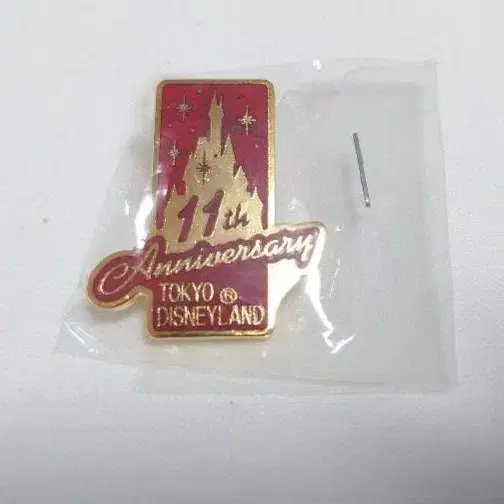 11th
Anniversary
TOKYO ®
DISNEYLAND